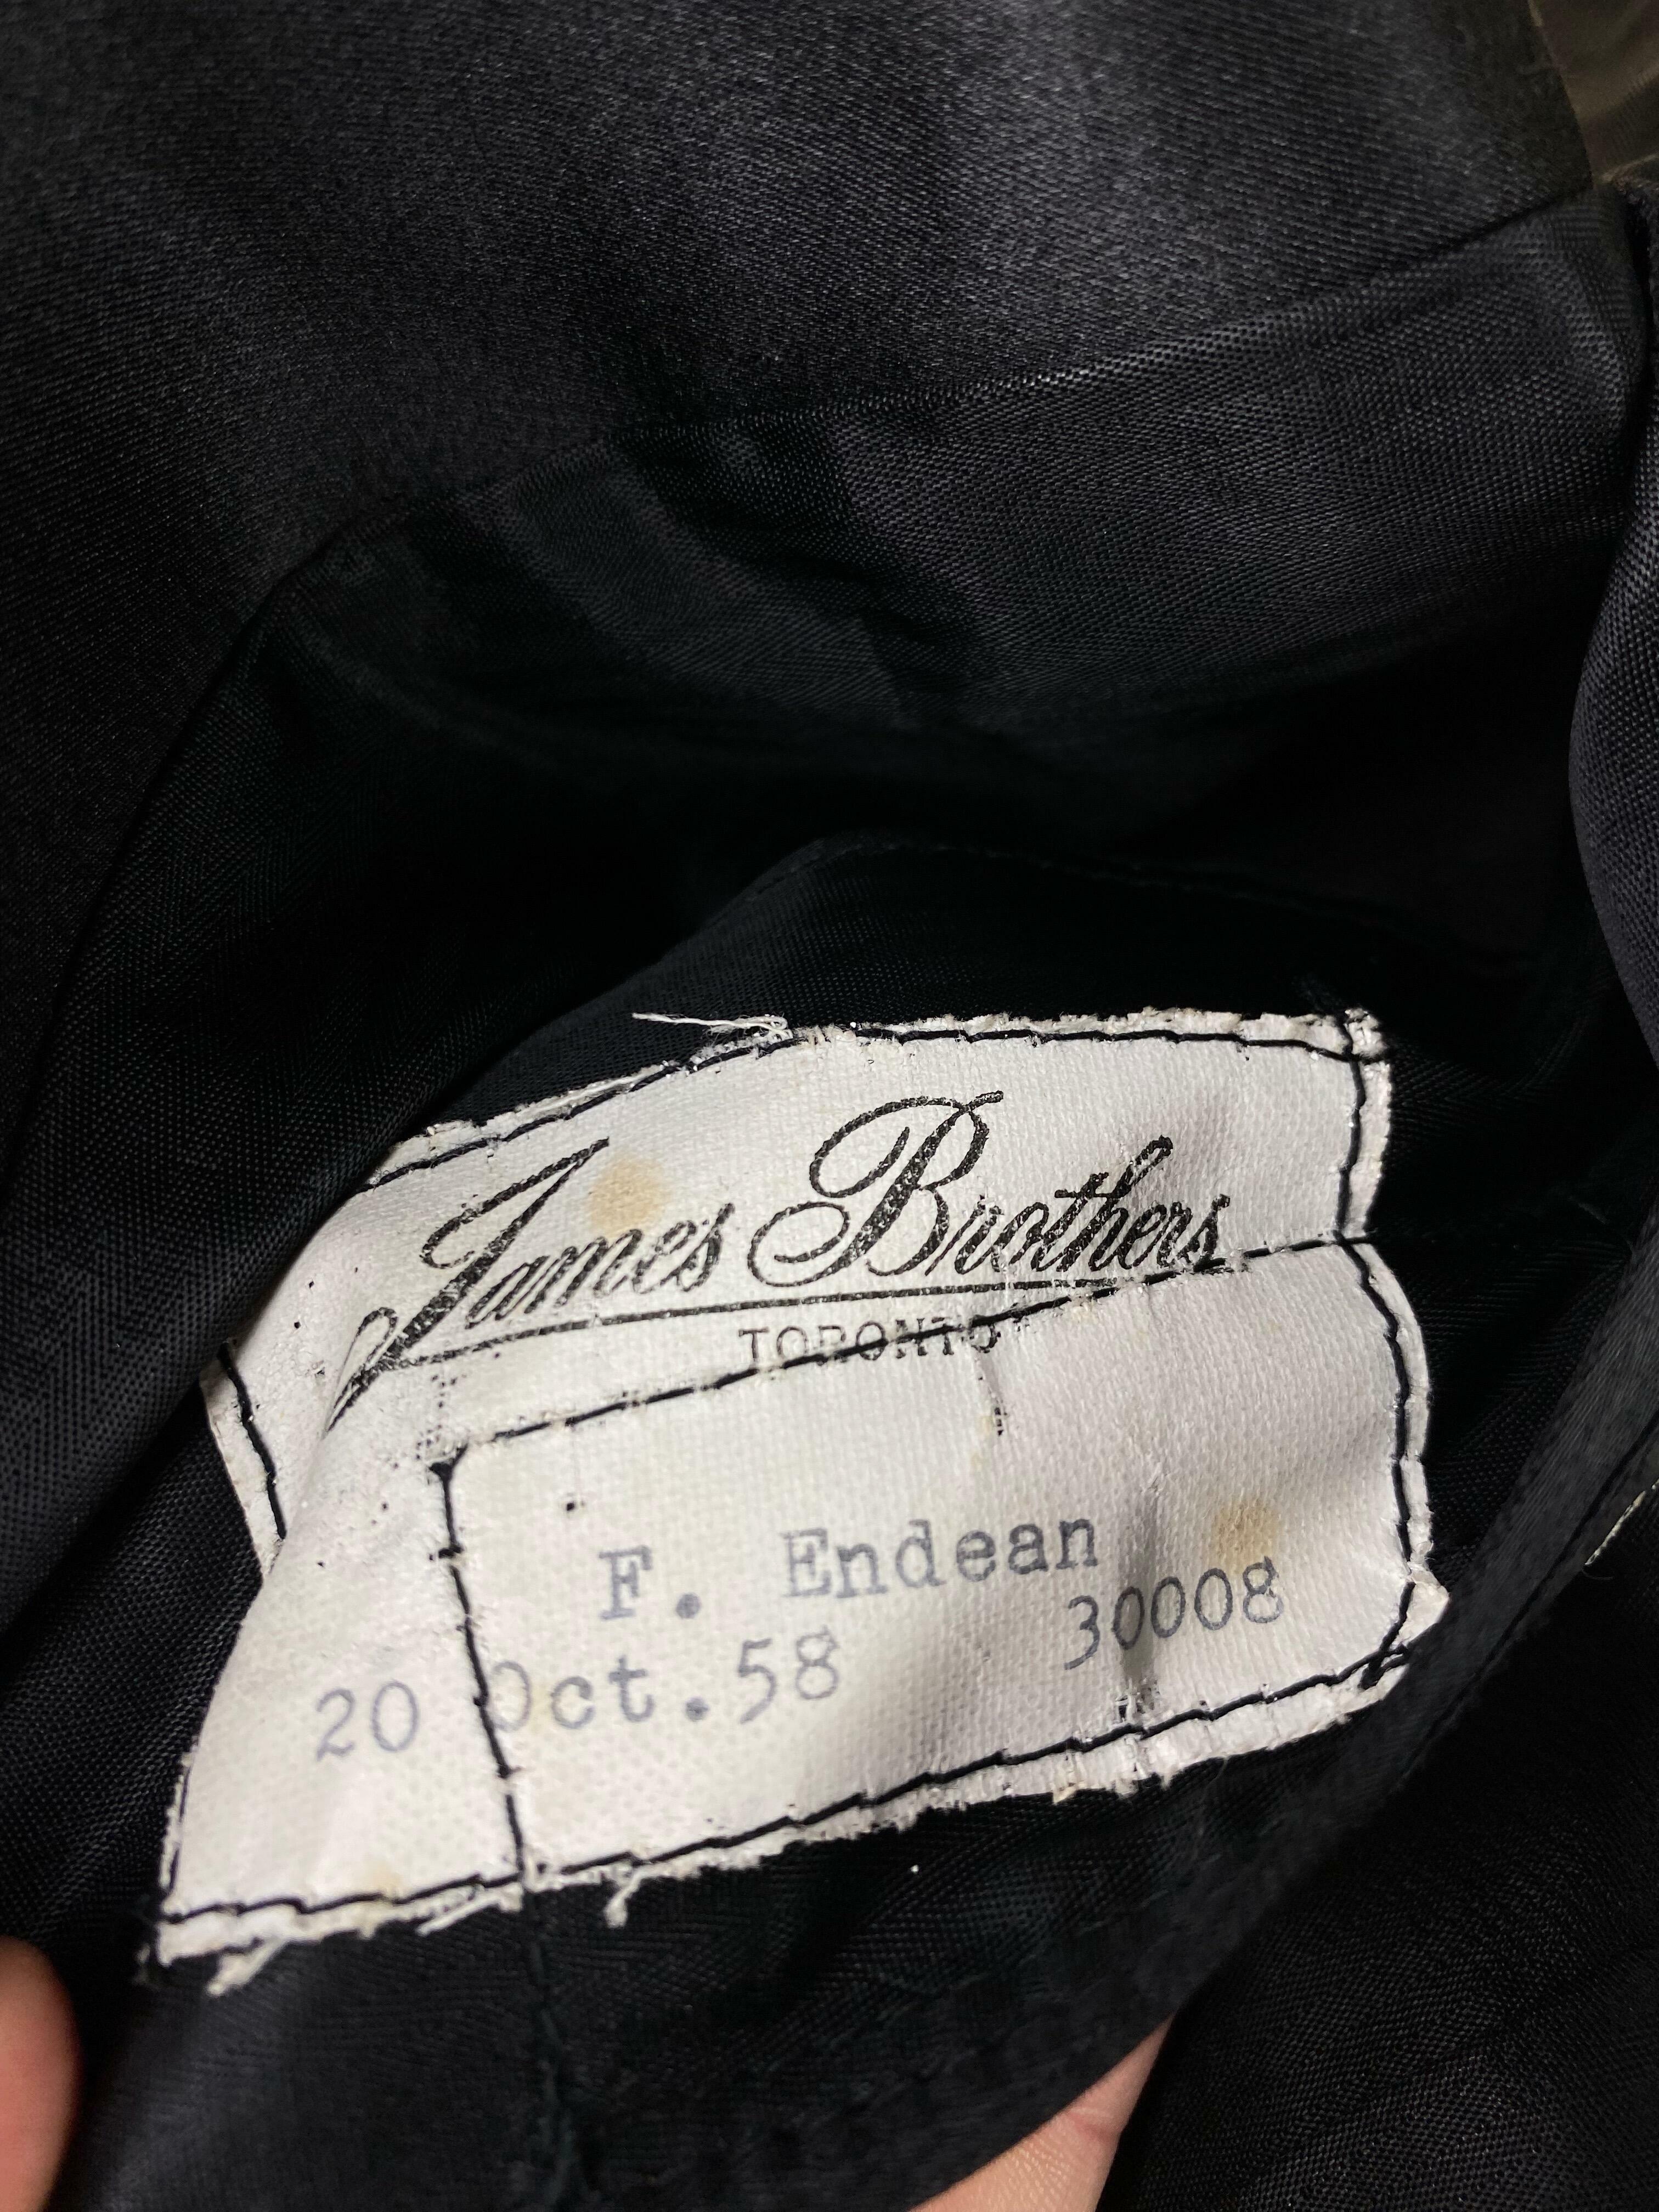 James Brothers
TORONTO
F. Endean
20 Oct.58 30008